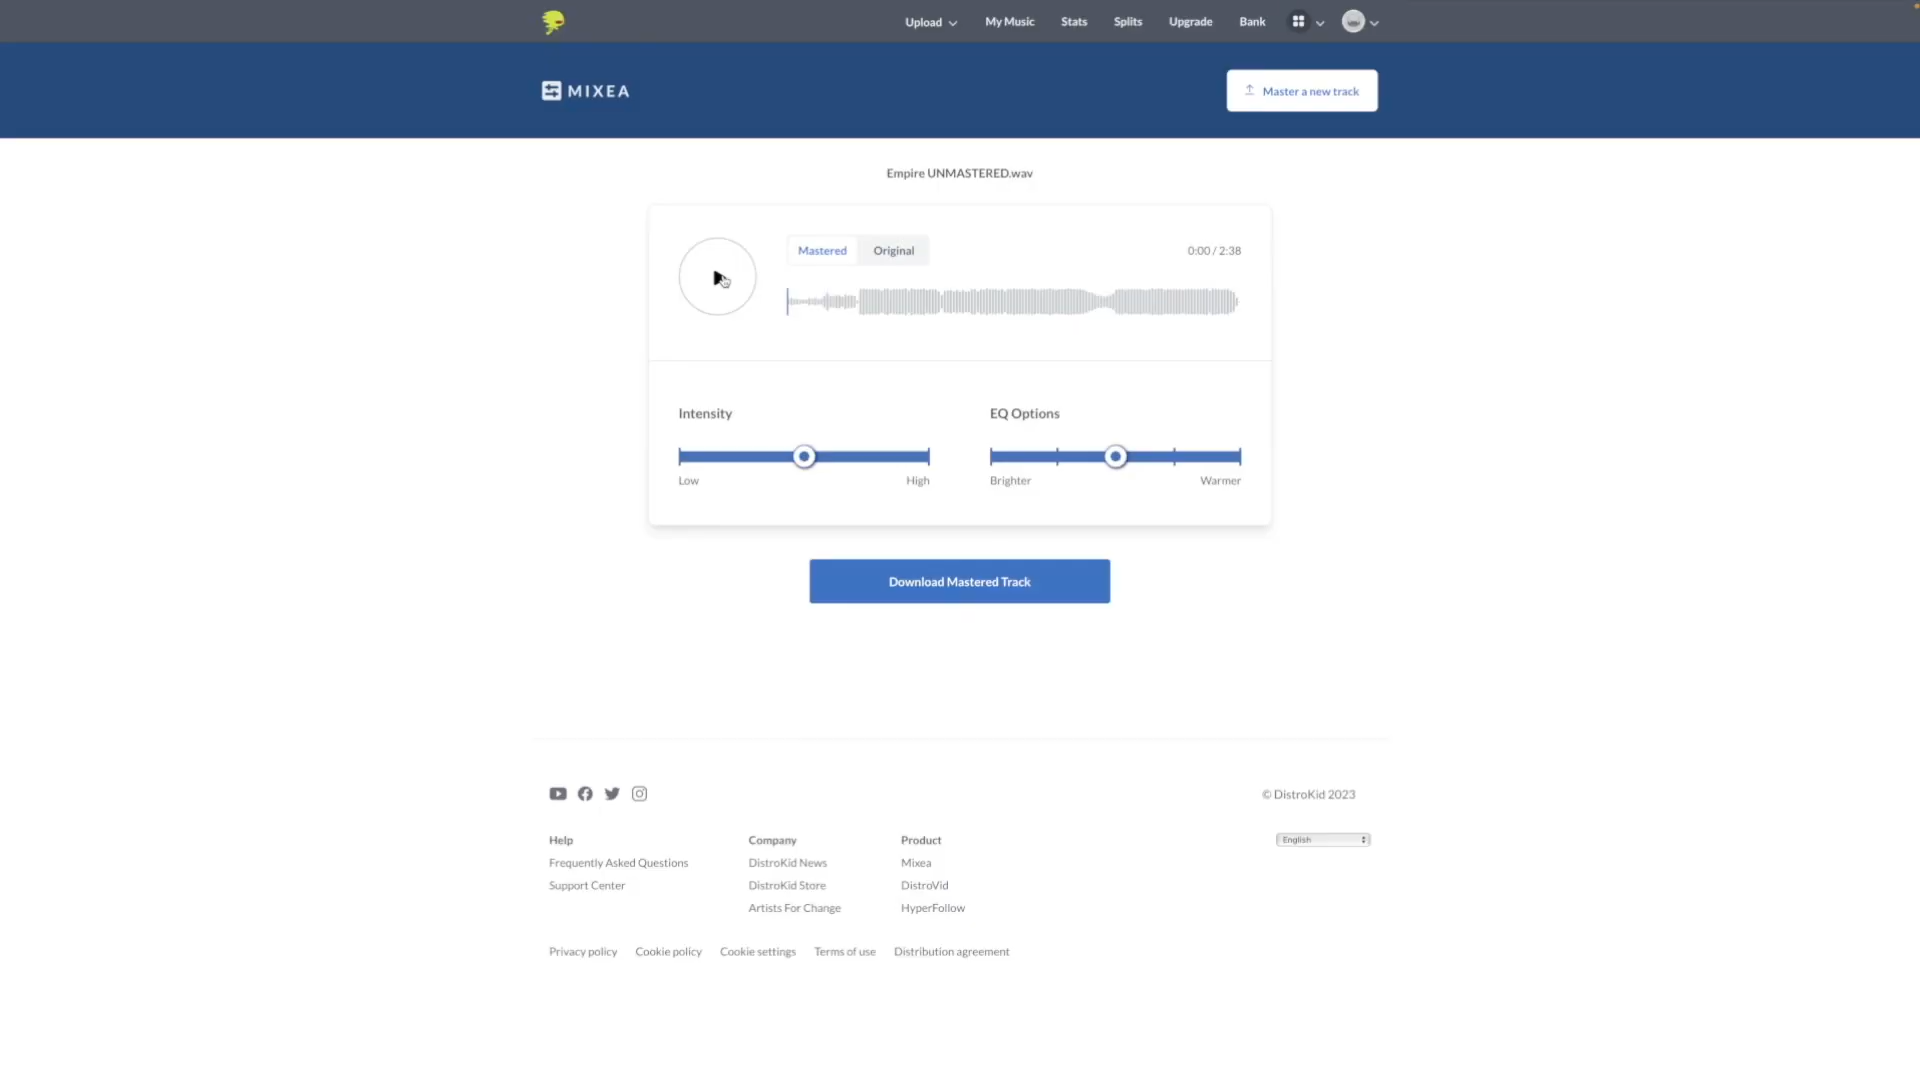 Upload My Music Stats Splits Upgrade Bank
MIXEA
Master a new track
Empire UNMASTERED.wav
Mastered Original 0:00 / 2:38
Intensity
Low High
EQ Options
Brighter Warmer
Download Mastered Track
© DistroKid 2023
English
Help
Frequently Asked Questions
Support Center
Company
DistroKid News
DistroKid Store
Artists For Change
Product
Mixea
DistroVid
HyperFollow
Privacy policy Cookie policy Cookie settings Terms of use Distribution agreement